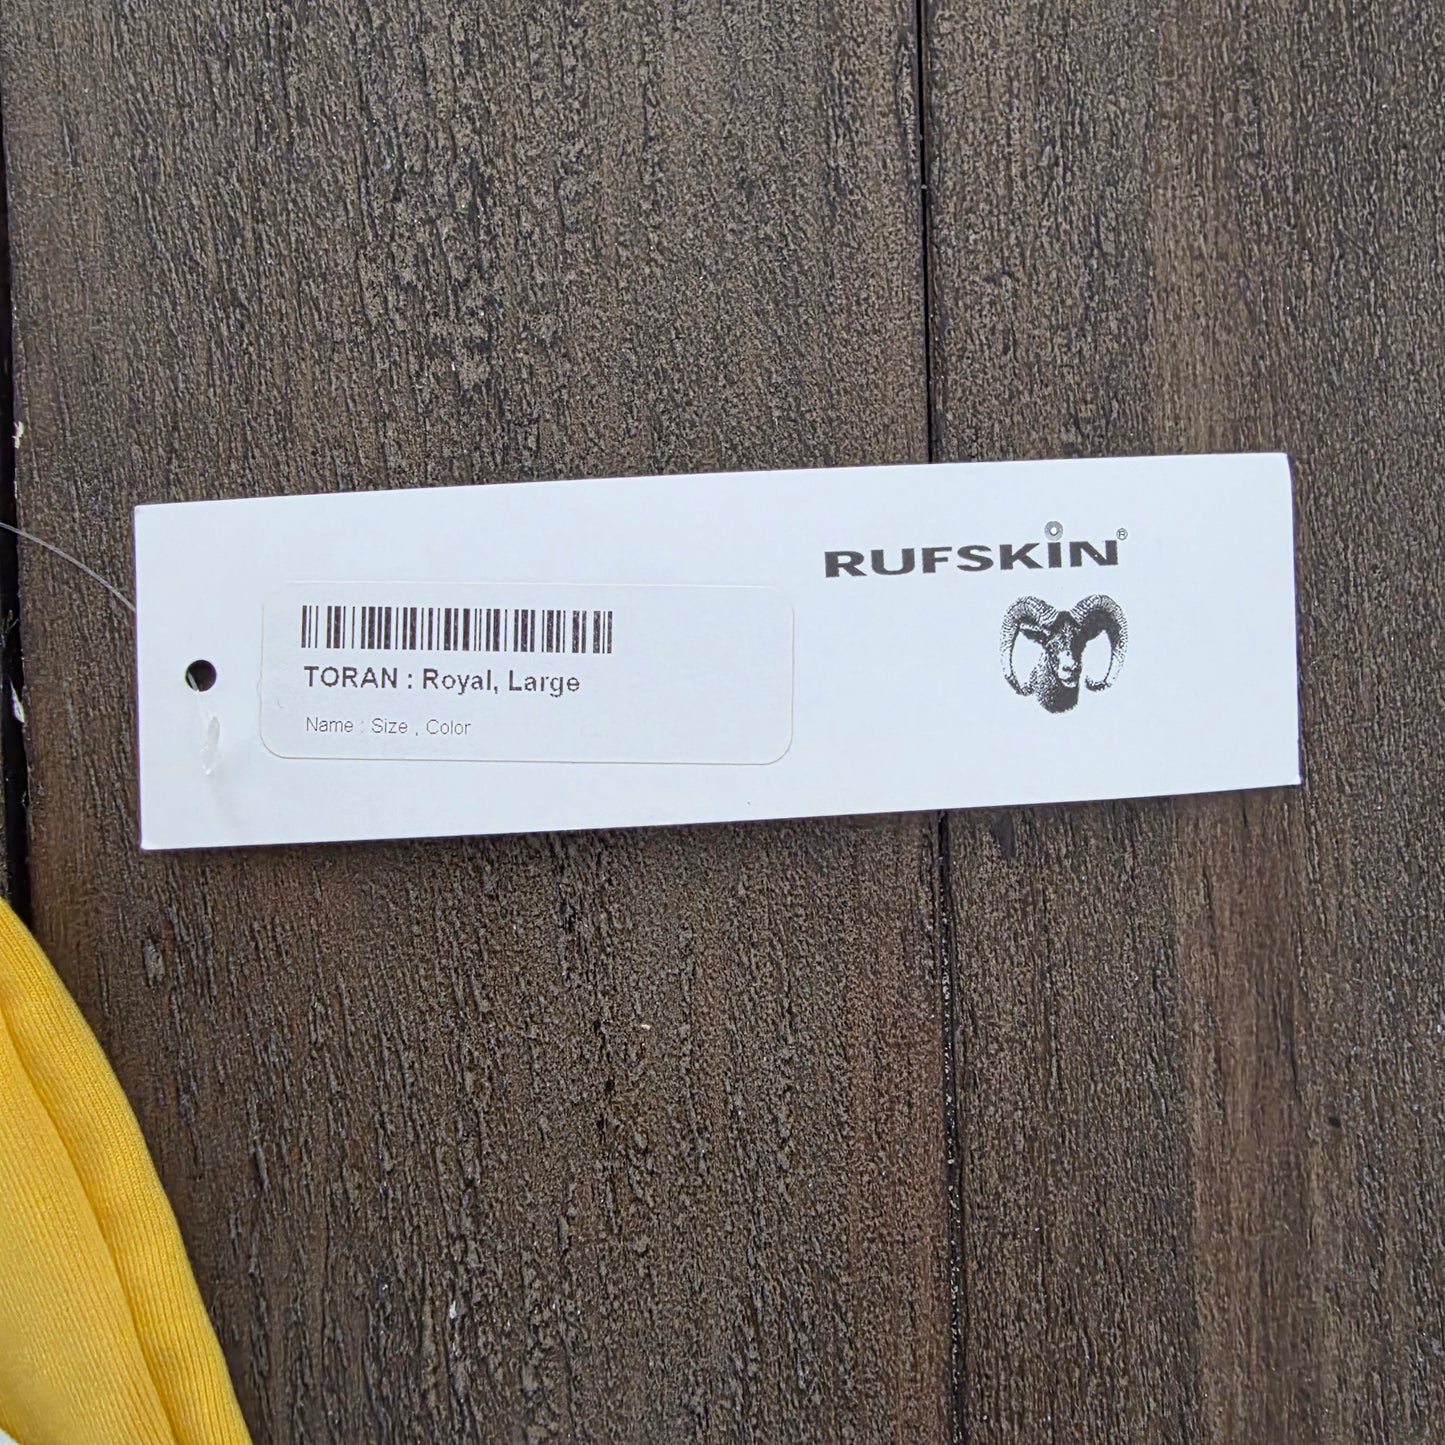 RUFSKIN®
TORAN : Royal, Large
Name : Size , Color